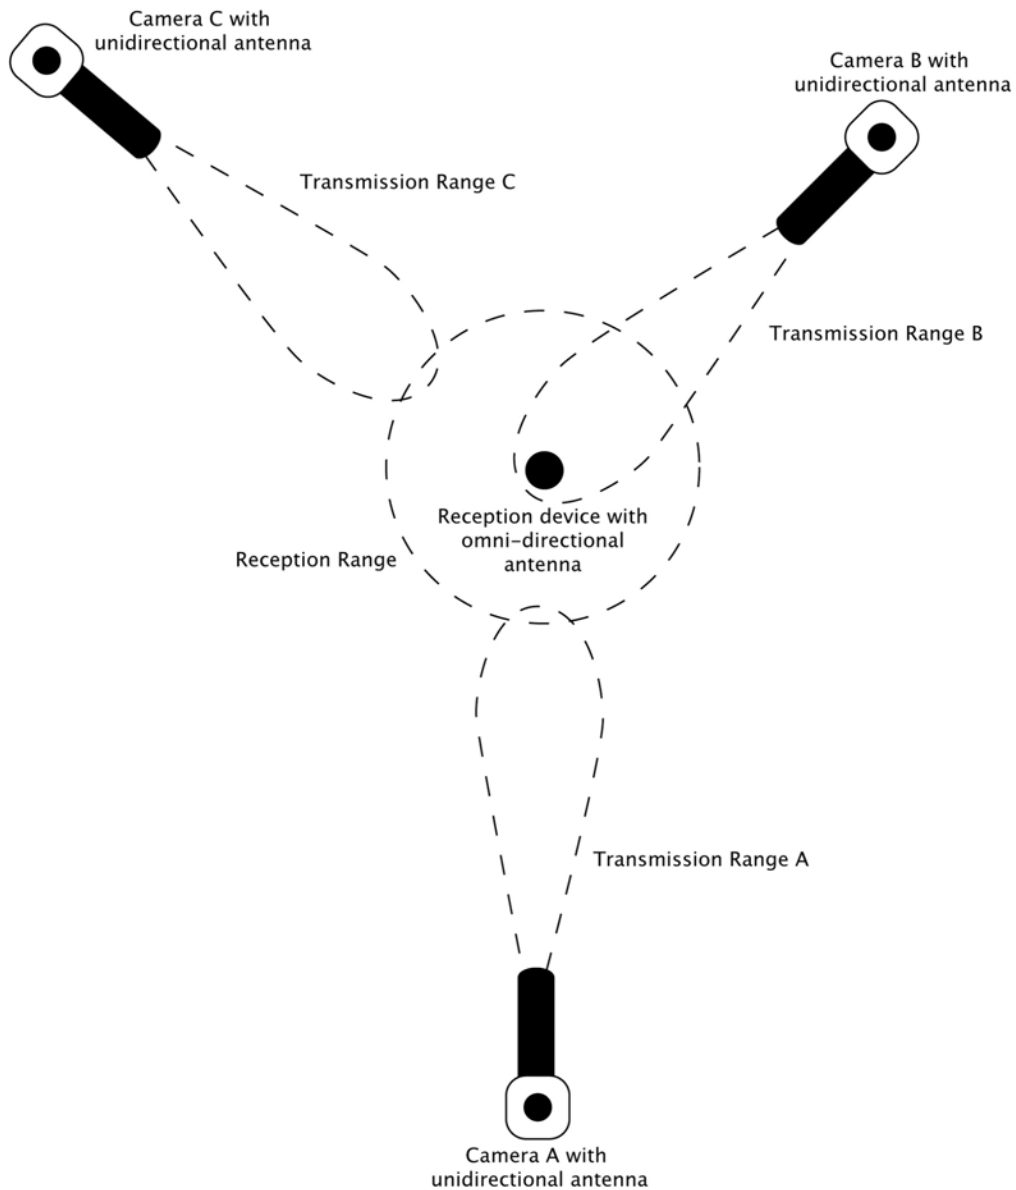 Camera C with
unidirectional antenna
Camera B with
unidirectional antenna
Transmission Range C
Transmission Range B
Reception device with
omni-directional
antenna
Reception Range
Transmission Range A
Camera A with
unidirectional antenna